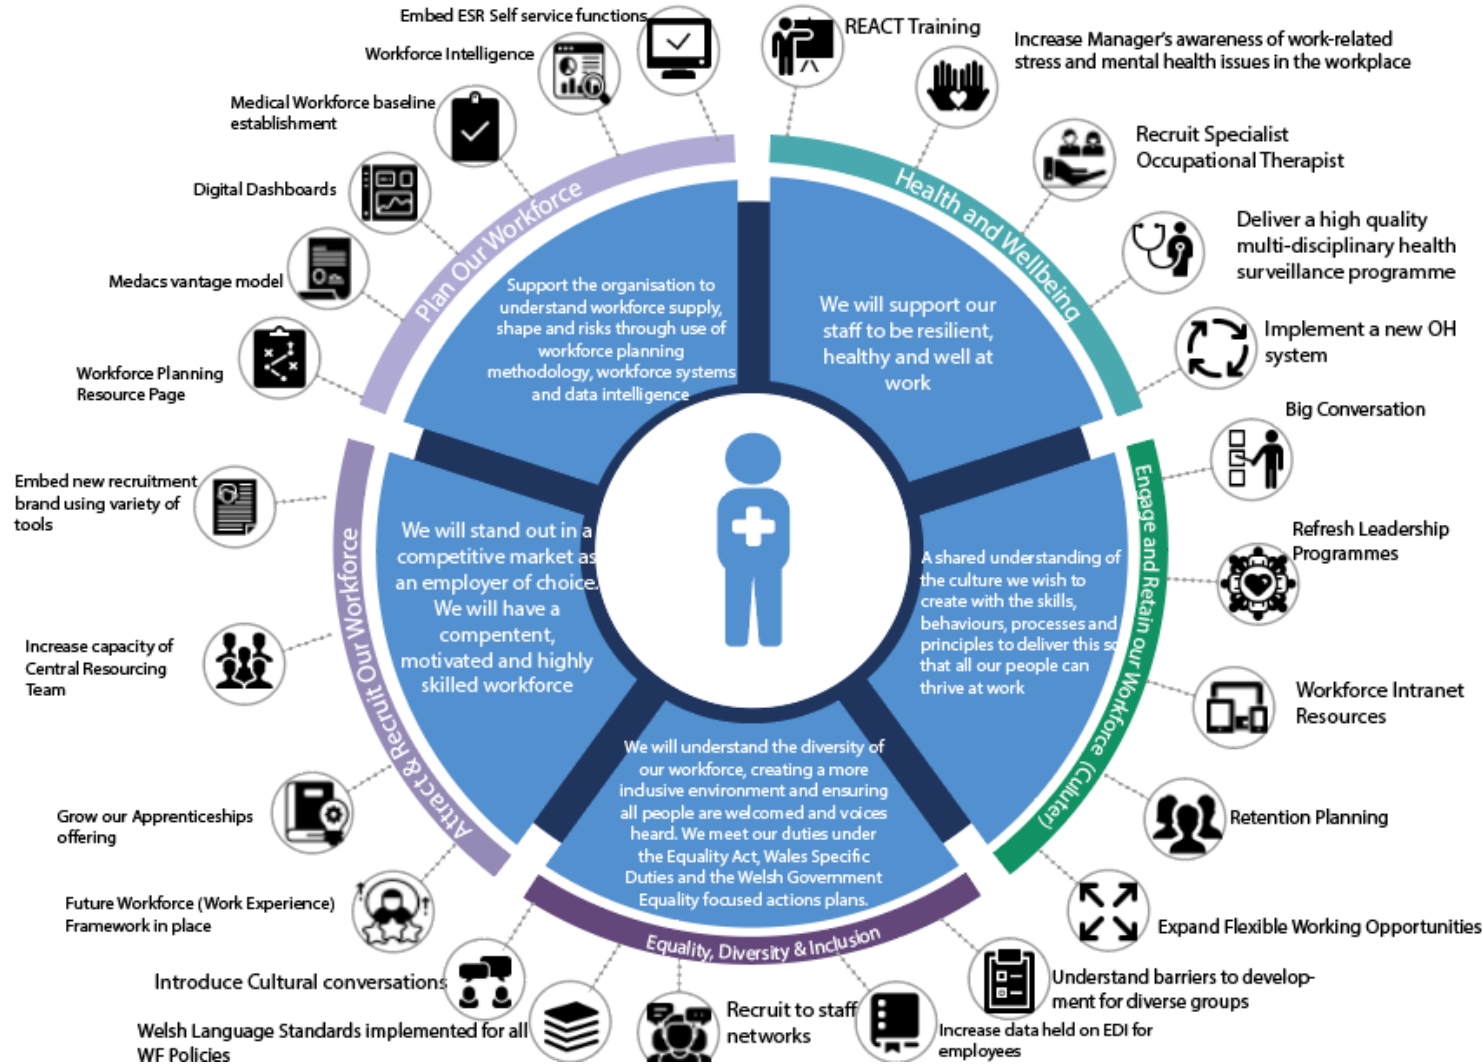 Embed ESR Self service functions
Workforce Intelligence
Medical Workforce baseline
establishment
Digital Dashboards
Medacs vantage model
Workforce Planning
Resource Page
Plan Our Workforce
Support the organisation to
understand workforce supply,
shape and risks through use of
workforce planning
methodology, workforce systems
and data intelligence
REACT Training
Increase Manager's awareness of work-related
stress and mental health issues in the workplace
Recruit Specialist
Occupational Therapist
Deliver a high quality
multi-disciplinary health
surveillance programme
Implement a new OH
system
Health and Wellbeing
We will support our
staff to be resilient,
healthy and well at
work
Big Conversation
Refresh Leadership
Programmes
Workforce Intranet
Resources
Retention Planning
Expand Flexible Working Opportunities
Engage and Retain our Workforce (Culuter)
A shared understanding of
the culture we wish to
create with the skills,
behaviours, processes and
principles to deliver this so
that all our people can
thrive at work
Embed new recruitment
brand using variety of
tools
Increase capacity of
Central Resourcing
Team
Grow our Apprenticeships
offering
Future Workforce (Work Experience)
Framework in place
Attract & Recruit Our Workforce
We will stand out in a
competitive market as
an employer of choice.
We will have a
compentent,
motivated and highly
skilled workforce
We will understand the diversity of
our workforce, creating a more
inclusive environment and ensuring
all people are welcomed and voices
heard. We meet our duties under
the Equality Act, Wales Specific
Duties and the Welsh Government
Equality focused actions plans.
Equality, Diversity & Inclusion
Introduce Cultural conversations
Welsh Language Standards implemented for all
WF Policies
Recruit to staff
networks
Increase data held on EDI for
employees
Understand barriers to develop-
ment for diverse groups